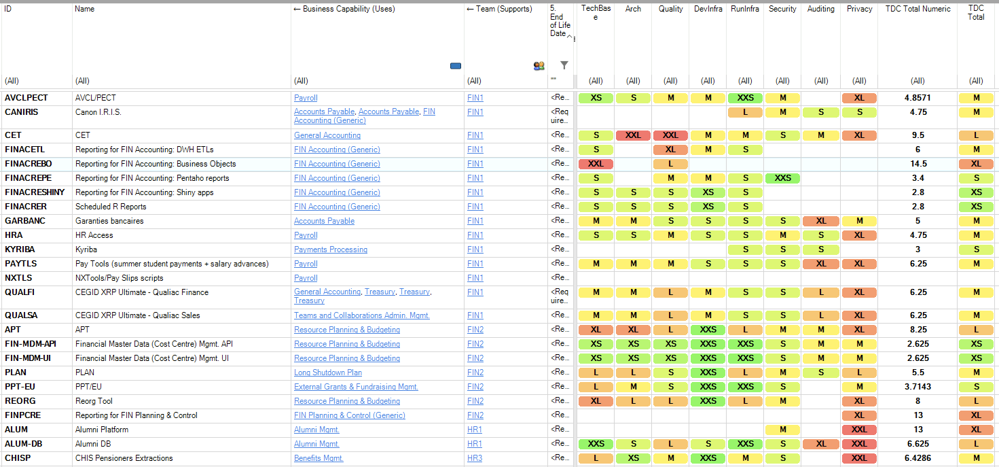 ID Name ← Business Capability (Uses) ← Team (Supports) 5. End of Life Date TechBase Arch Quality DevInfra RunInfra Security Auditing Privacy TDC Total Numeric TDC Total
(All) (All) (All) (All) (All) (All) (All) (All) (All) (All) (All) (All) (All) (All)
AVCLPECT AVCL/PECT Payroll FIN1 <Re... XS S M M XXS M XL 4.8571 M
CANIRIS Canon I.R.I.S. Accounts Payable, Accounts Payable, FIN FIN1 <Req L M S S 4.75 M
Accounting (Generic) uire...
CET CET General Accounting FIN1 <Re... S XXL XXL M M S M XL 9.5 L
FINACETL Reporting for FIN Accounting: DWH ETLs FIN Accounting (Generic) FIN1 <Re... S XL M S 6 M
FINACREBO Reporting for FIN Accounting: Business Objects FIN Accounting (Generic) FIN1 <Re... XXL L 14.5 XL
FINACREPE Reporting for FIN Accounting: Pentaho reports FIN Accounting (Generic) FIN1 <Re... S M M S XXS 3.4 S
FINACRESHINY Reporting for FIN Accounting: Shiny apps FIN Accounting (Generic) FIN1 <Re... S S S XS S 2.8 XS
FINACRER Scheduled R Reports FIN Accounting (Generic) FIN1 <Re... S S S XS S 2.8 XS
GARBANC Garanties bancaires Accounts Payable FIN1 <Re... M M S S S S XL M 5 M
HRA HR Access Payroll FIN1 <Re... S S M S S M S XL 4.75 M
KYRIBA Kyriba Payments Processing FIN1 <Re... S S S 3 S
PAYTLS Pay Tools (summer student payments + salary advances) Payroll FIN1 <Re... M M M S S S XL XL 6.25 M
NXTLS NXTools/Pay Slips scripts Payroll FIN1 <Re...
QUALFI CEGID XRP Ultimate - Qualiac Finance General Accounting, Treasury, Treasury, FIN1 <Req M M L M S S L XL 6.25 M
Treasury uire...
QUALSA CEGID XRP Ultimate - Qualiac Sales Teams and Collaborations Admin. Mgmt. FIN1 <Re... M M L M S S L XL 6.25 M
APT APT Resource Planning & Budgeting FIN2 <Re... XL XL L XXS L M M XL 8.25 L
FIN-MDM-API Financial Master Data (Cost Centre) Mgmt. API Resource Planning & Budgeting FIN2 <Re... XS XS XS XXS XXS S M M 2.625 XS
FIN-MDM-UI Financial Master Data (Cost Centre) Mgmt. UI Resource Planning & Budgeting FIN2 <Re... XS XS XS XXS XXS S M M 2.625 XS
PLAN PLAN Long Shutdown Plan FIN2 <Re... L L S XXS L M S L 5.5 M
PPT-EU PPT/EU External Grants & Fundraising Mgmt. FIN2 <Re... L M S XXS XXS S M 3.7143 S
REORG Reorg Tool Resource Planning & Budgeting FIN2 <Re... XL L L XXS L M XL 8 L
FINPCRE Reporting for FIN Planning & Control FIN Planning & Control (Generic) FIN2 <Re... XL 13 XL
ALUM Alumni Platform Alumni Mgmt. HR1 <Re... M XXL 13 XL
ALUM-DB Alumni DB Alumni Mgmt. HR1 <Re... XXS S L S XXS S XL XXL 6.625 L
CHISP CHIS Pensioners Extractions Benefits Mgmt. HR3 <Re... L XS M XXS M S XXL 6.4286 M